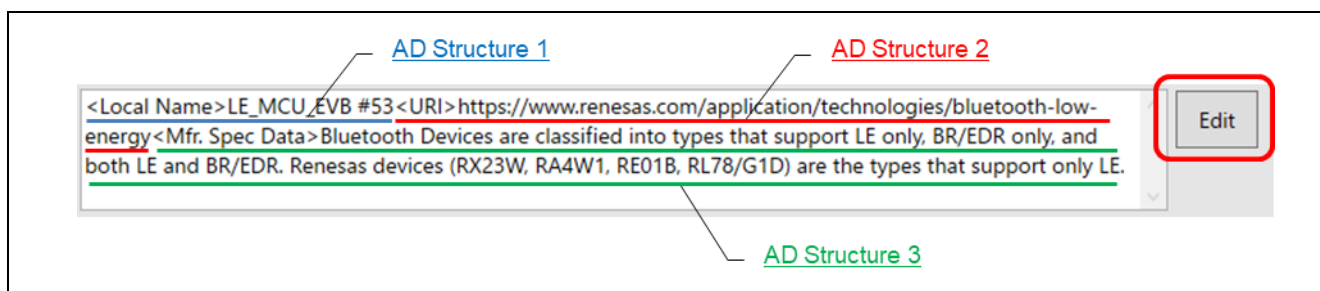 AD Structure 1
AD Structure 2
<Local Name>LE_MCU_EVB #53<URI>https://www.renesas.com/application/technologies/bluetooth-low-
energy<Mfr. Spec Data>Bluetooth Devices are classified into types that support LE only, BR/EDR only, and
both LE and BR/EDR. Renesas devices (RX23W, RA4W1, RE01B, RL78/G1D) are the types that support only LE.
Edit
AD Structure 3